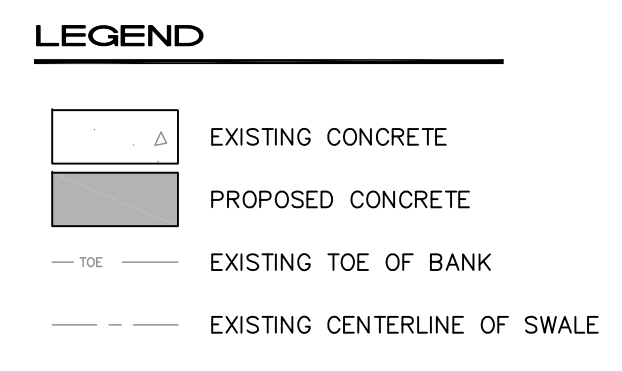 LEGEND
EXISTING CONCRETE
PROPOSED CONCRETE
TOE EXISTING TOE OF BANK
EXISTING CENTERLINE OF SWALE